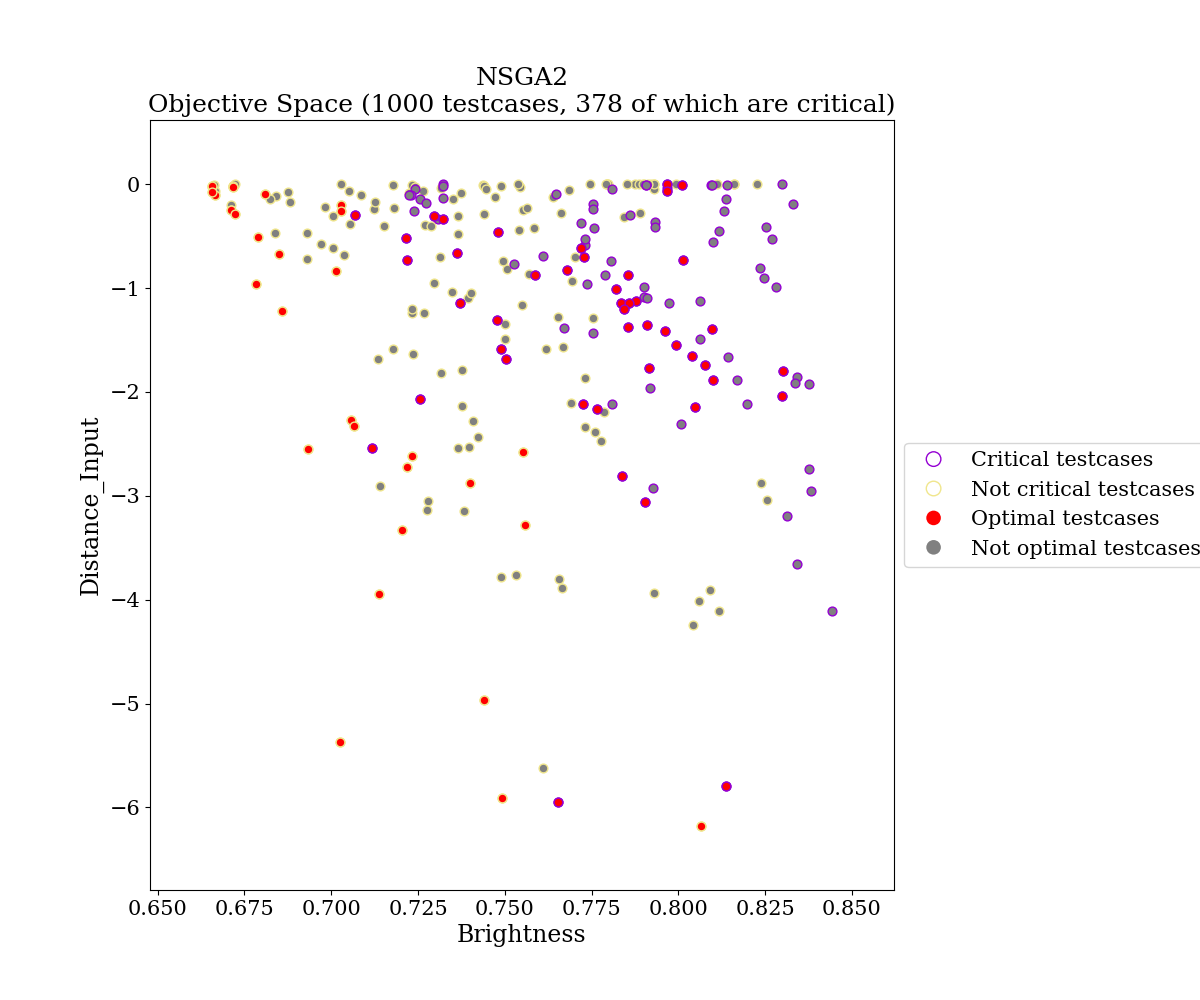 NSGA2
Objective Space (1000 testcases, 378 of which are critical)
0
−1
−2
−3
−4
−5
−6
Distance_Input
0.650 0.675 0.700 0.725 0.750 0.775 0.800 0.825 0.850
Brightness
Critical testcases
Not critical testcases
Optimal testcases
Not optimal testcases